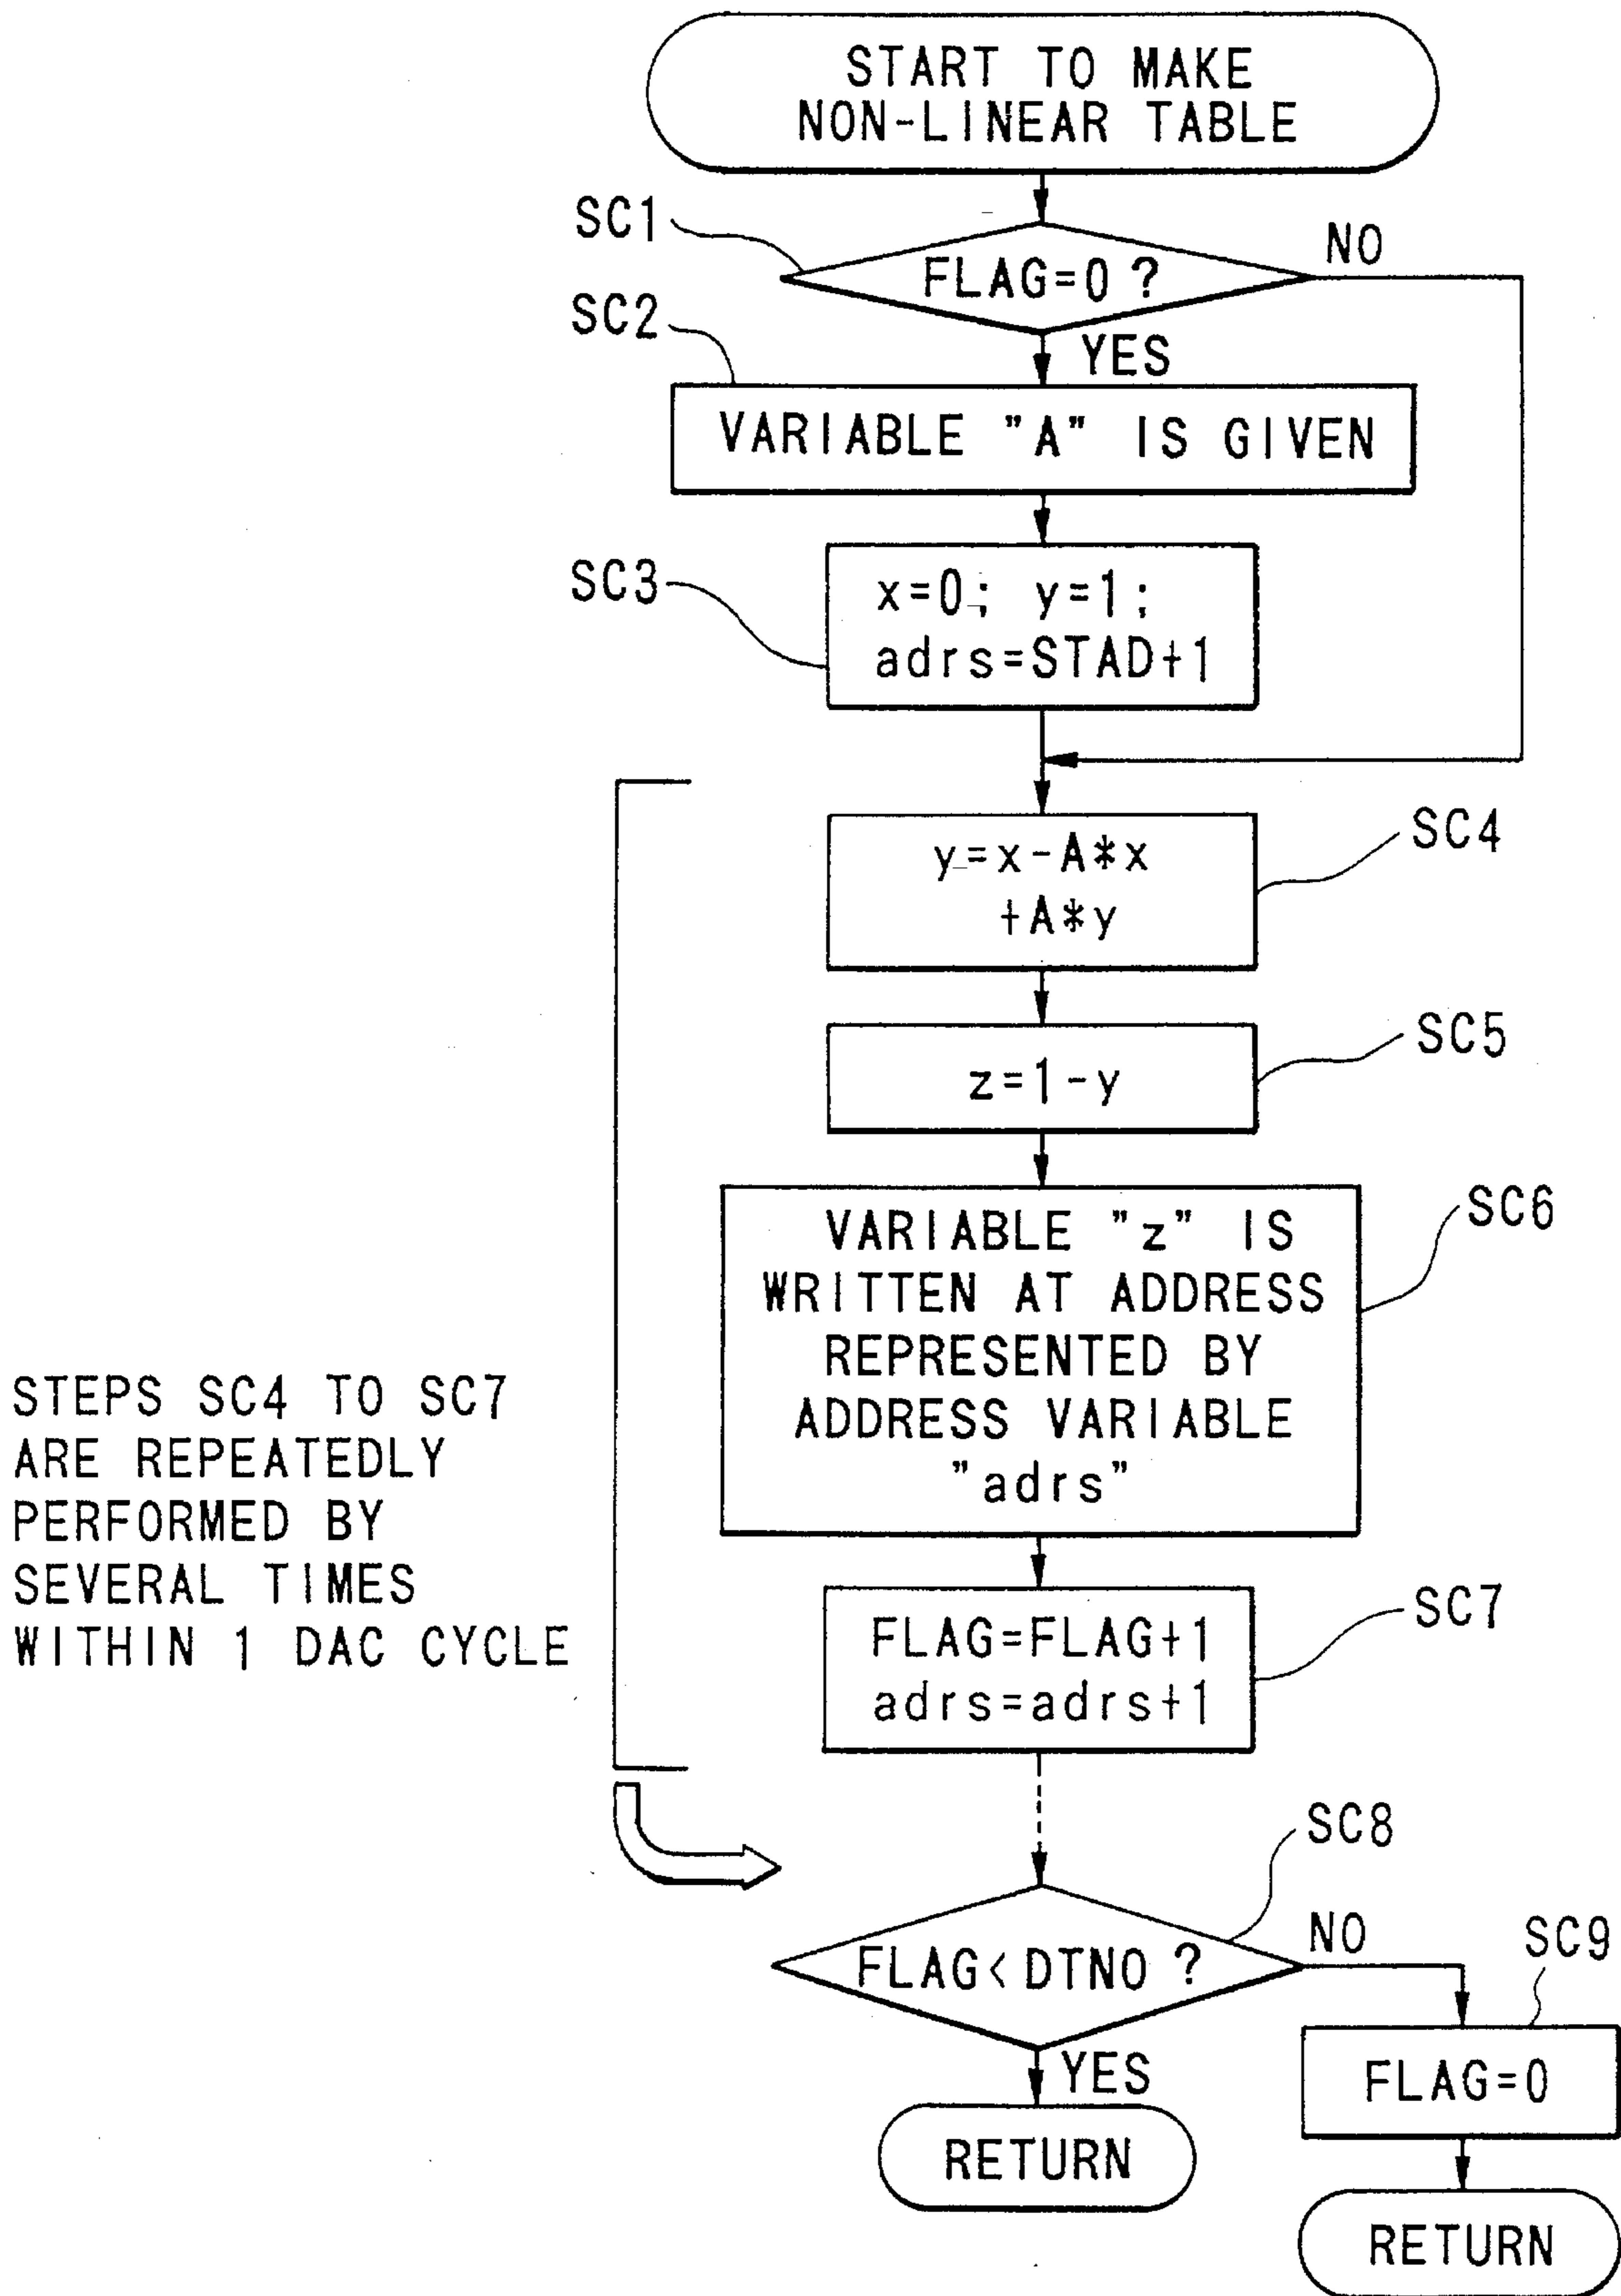 START TO MAKE
NON-LINEAR TABLE
SC1
FLAG=0 ?
NO
SC2
YES
VARIABLE "A" IS GIVEN
SC3
x=0; y=1;
adrs=STAD+1
SC4
y=x-A*x
+A*y
SC5
z=1-y
SC6
VARIABLE "z" IS
WRITTEN AT ADDRESS
REPRESENTED BY
ADDRESS VARIABLE
"adrs"
STEPS SC4 TO SC7
ARE REPEATEDLY
PERFORMED BY
SEVERAL TIMES
WITHIN 1 DAC CYCLE
SC7
FLAG=FLAG+1
adrs=adrs+1
SC8
FLAG<DTNO ?
NO
SC9
YES
FLAG=0
RETURN
RETURN